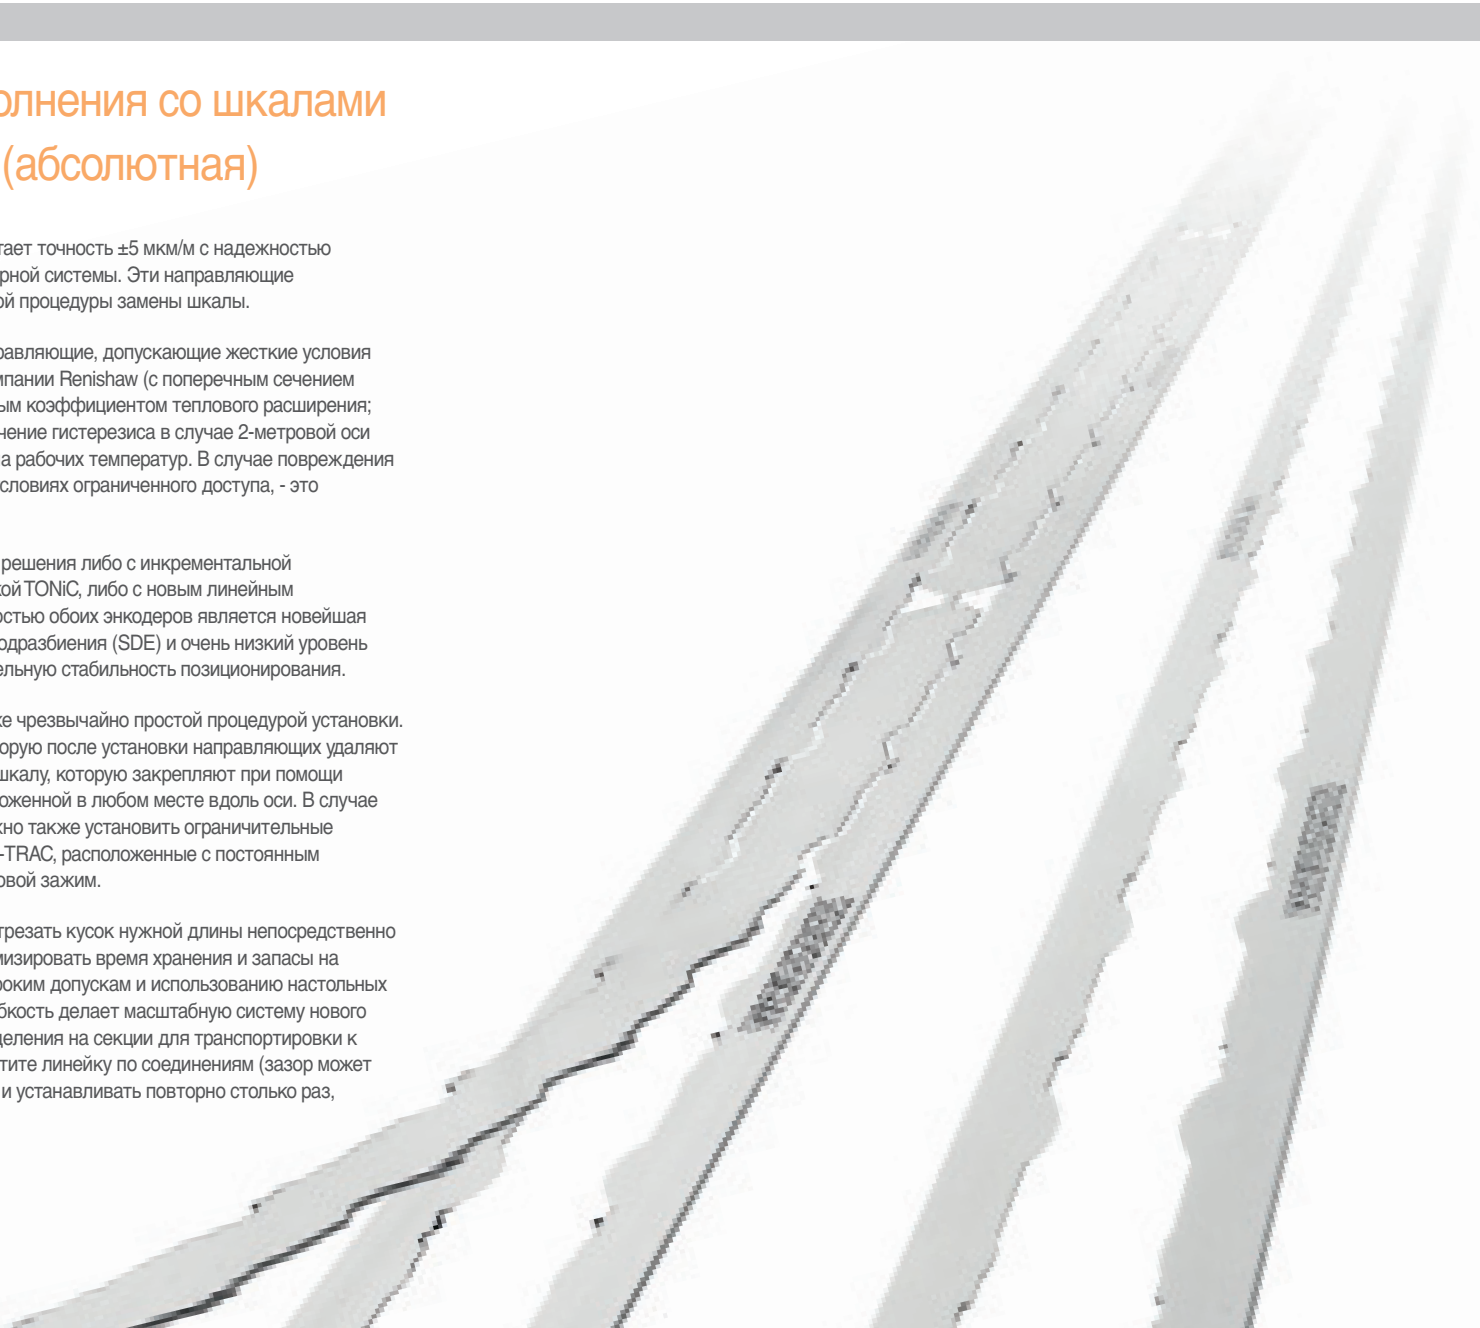 олнения со шкалами
(абсолютная)
тает точность ±5 мкм/м с надежностью
рной системы. Эти направляющие
ой процедуры замены шкалы.
равляющие, допускающие жесткие условия
мпании Renishaw (с поперечным сечением
ым коэффициентом теплового расширения;
чение гистерезиса в случае 2-метровой оси
а рабочих температур. В случае повреждения
словиях ограниченного доступа, - это
решения либо с инкрементальной
кой TONiC, либо с новым линейным
остью обоих энкодеров является новейшая
одразбиения (SDE) и очень низкий уровень
ельную стабильность позиционирования.
ке чрезвычайно простой процедурой установки.
орую после установки направляющих удаляют
шкалу, которую закрепляют при помощи
оженной в любом месте вдоль оси. В случае
жно также установить ограничительные
-TRAC, расположенные с постоянным
овой зажим.
трезать кусок нужной длины непосредственно
мизировать время хранения и запасы на
роким допускам и использованию настольных
бкость делает масштабную систему нового
деления на секции для транспортировки к
тите линейку по соединениям (зазор может
и устанавливать повторно столько раз,